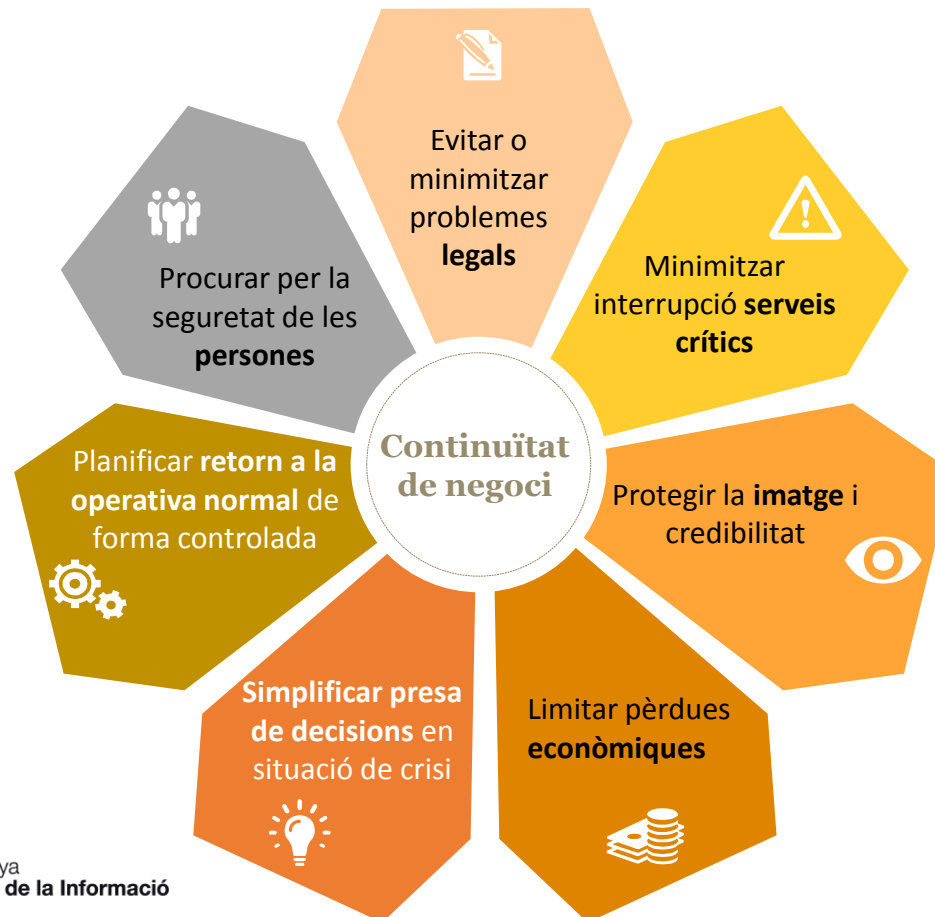 Evitar o
minimitzar
problemes
legals
Minimitzar
interrupció serveis
crítics
Protegir la imatge i
credibilitat
Limitar pèrdues
econòmiques
Simplificar presa
de decisions en
situació de crisi
Planificar retorn a la
operativa normal de
forma controlada
Procurar per la
seguretat de les
persones
Continuïtat
de negoci
ya
de la Informació